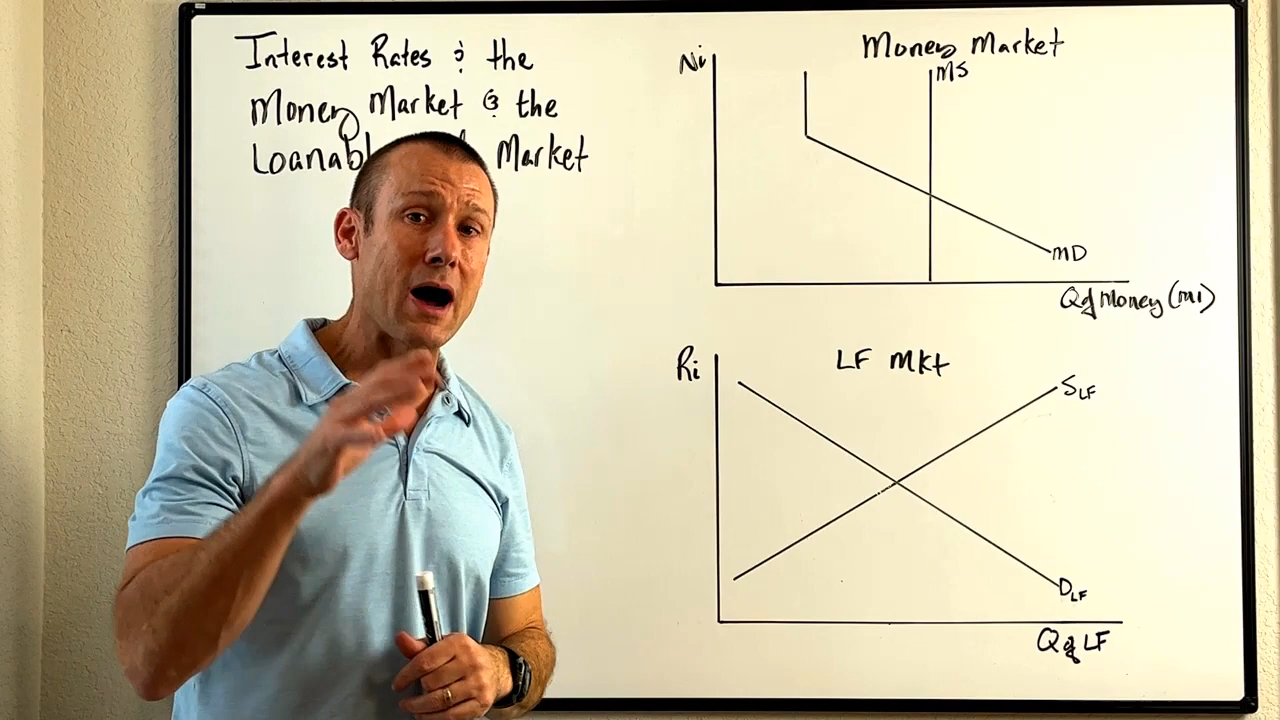 Interest Rates & the
Money Market & the
Loanabl Market
Money Market
Ni
MS
MD
Q of Money (M1)
LF Mkt
Ri
SLF
DLF
Q of LF